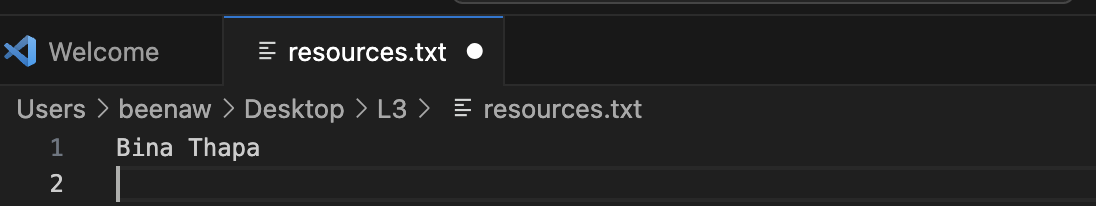 Welcome
resources.txt
Users > beenaw > Desktop > L3 > resources.txt
1 Bina Thapa
2